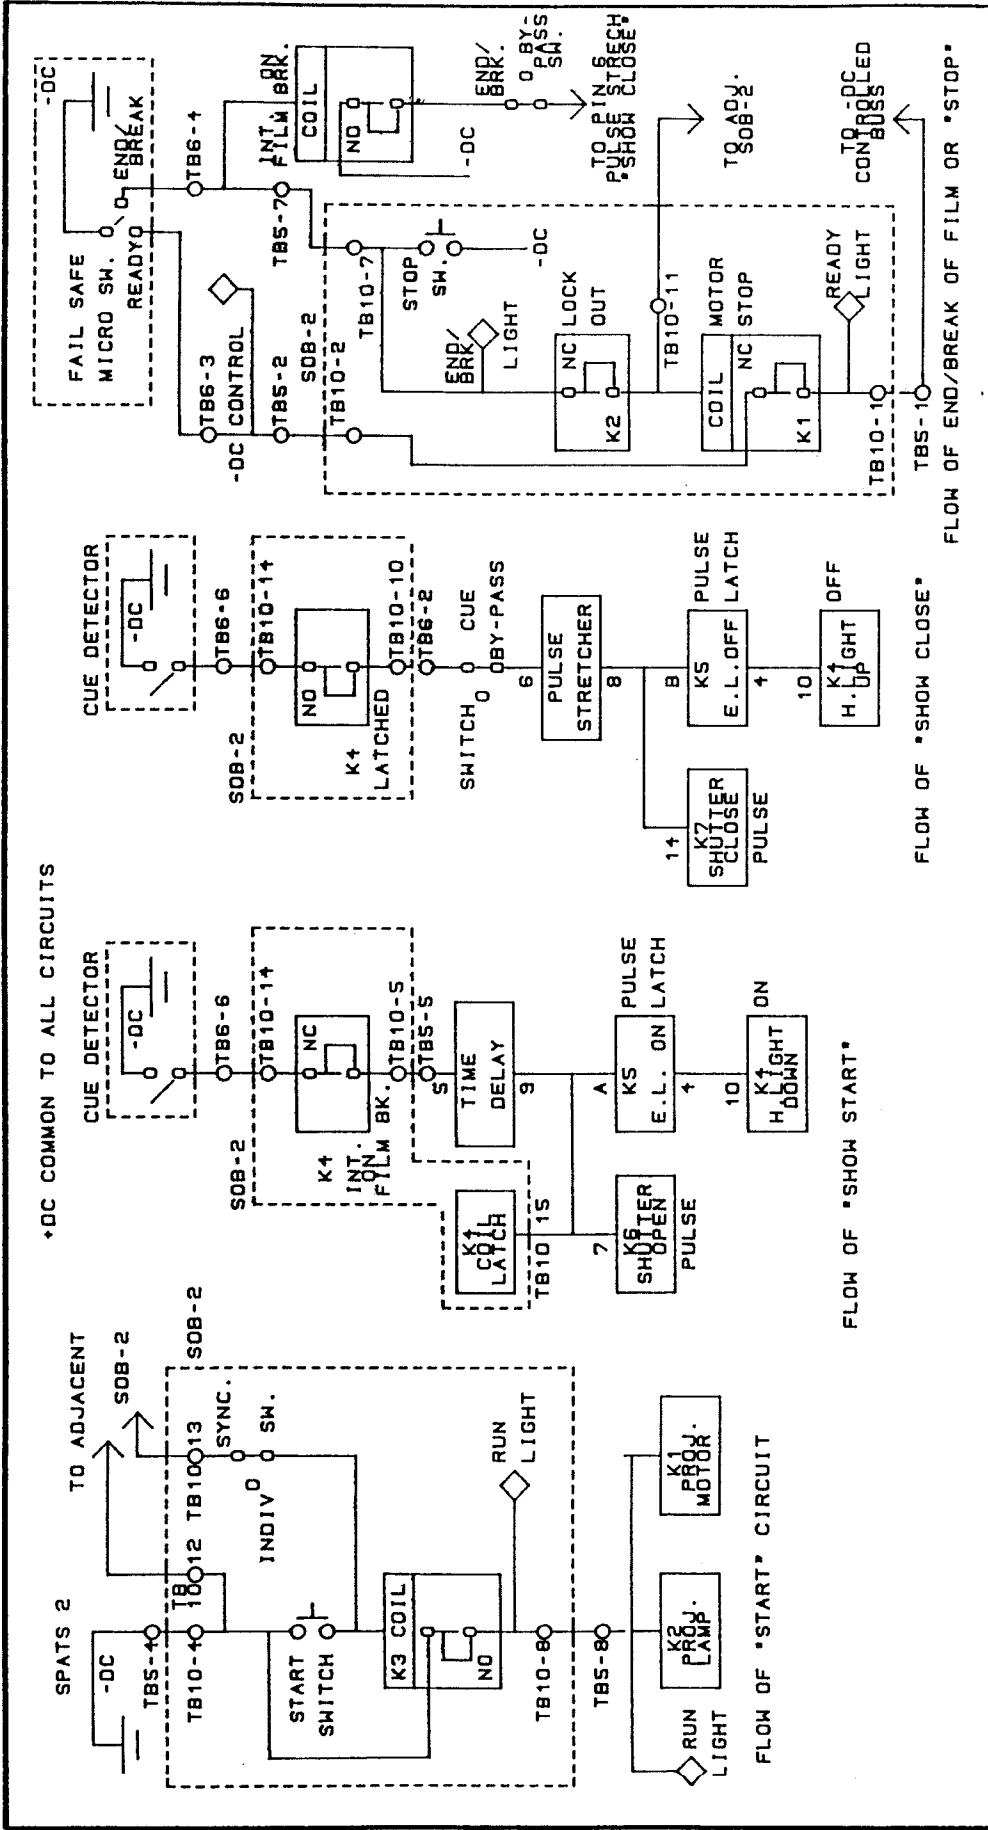 +DC COMMON TO ALL CIRCUITS
SPATS 2
-DC
TB5-4
TB10-4
TB
10
12
TB10
13
TO ADJACENT
SOB-2
SOB-2
SYNC.
SW.
INDIV
START
SWITCH
K3 COIL
NO
RUN
LIGHT
TB10-8
TB5-8
K2
PROJ.
LAMP
K1
PROJ.
MOTOR
RUN
LIGHT
FLOW OF "START" CIRCUIT
CUE DETECTOR
-DC
TB6-6
SOB-2
TB10-14
NC
K4
INT.
ON
FILM BK.
TB10-5
TB5-5
5
TIME
DELAY
9
K4
COIL
LATCH
TB10 15
7
K6
SHUTTER
OPEN
PULSE
A
K5
E.L. ON
PULSE
LATCH
4
10
K4
H.LIGHT
DOWN
ON
FLOW OF "SHOW START"
CUE DETECTOR
-DC
TB6-6
SOB-2
TB10-14
NO
K4
LATCHED
TB10-10
TB6-2
SWITCH
CUE
BY-PASS
6
PULSE
STRETCHER
8
14
K7
SHUTTER
CLOSE
PULSE
B
K5
E.L.OFF
PULSE
LATCH
4
10
K4
H.LIGHT
UP
OFF
FLOW OF "SHOW CLOSE"
FAIL SAFE
MICRO SW.
READY
END/
BREAK
-DC
TB6-3
TB6-4
-DC CONTROL
TB5-2
TB5-7
INT. ON
FILM BRK.
COIL
NO
-DC
END/
BRK.
BY-
PASS
SW.
TO PIN 6
PULSE STRECH
"SHOW CLOSE"
SOB-2
TB10-2
TB10-7
STOP
SW.
-DC
END/
BRK
LIGHT
NC
LOCK
OUT
K2
TB10-11
TO ADJ.
SOB-2
COIL
MOTOR
STOP
NC
K1
READY
LIGHT
TB10-1
TB5-1
TO -DC
CONTROLLED
BUSS
FLOW OF END/BREAK OF FILM OR "STOP"